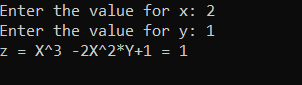 Enter the value for x: 2
Enter the value for y: 1
z = X^3 -2X^2*Y+1 = 1